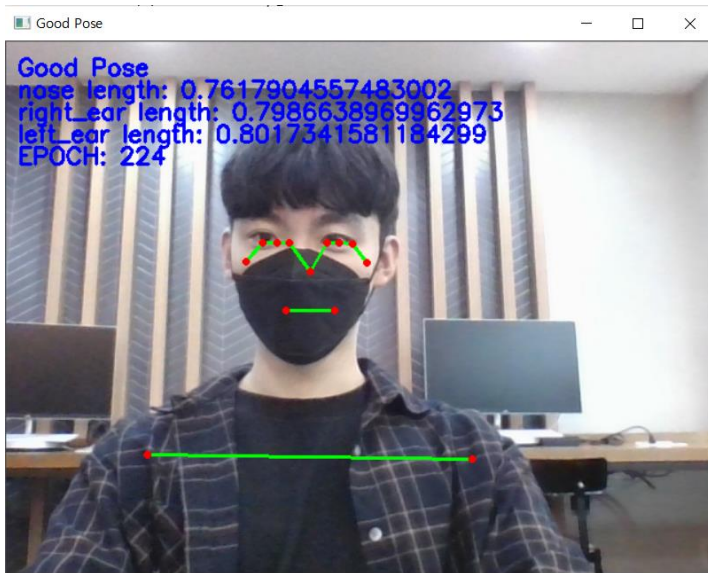 Good Pose
Good Pose
nose length: 0.7617904557483002
right_ear length: 0.7986638969962973
left_ear length: 0.8017341581184299
EPOCH: 224